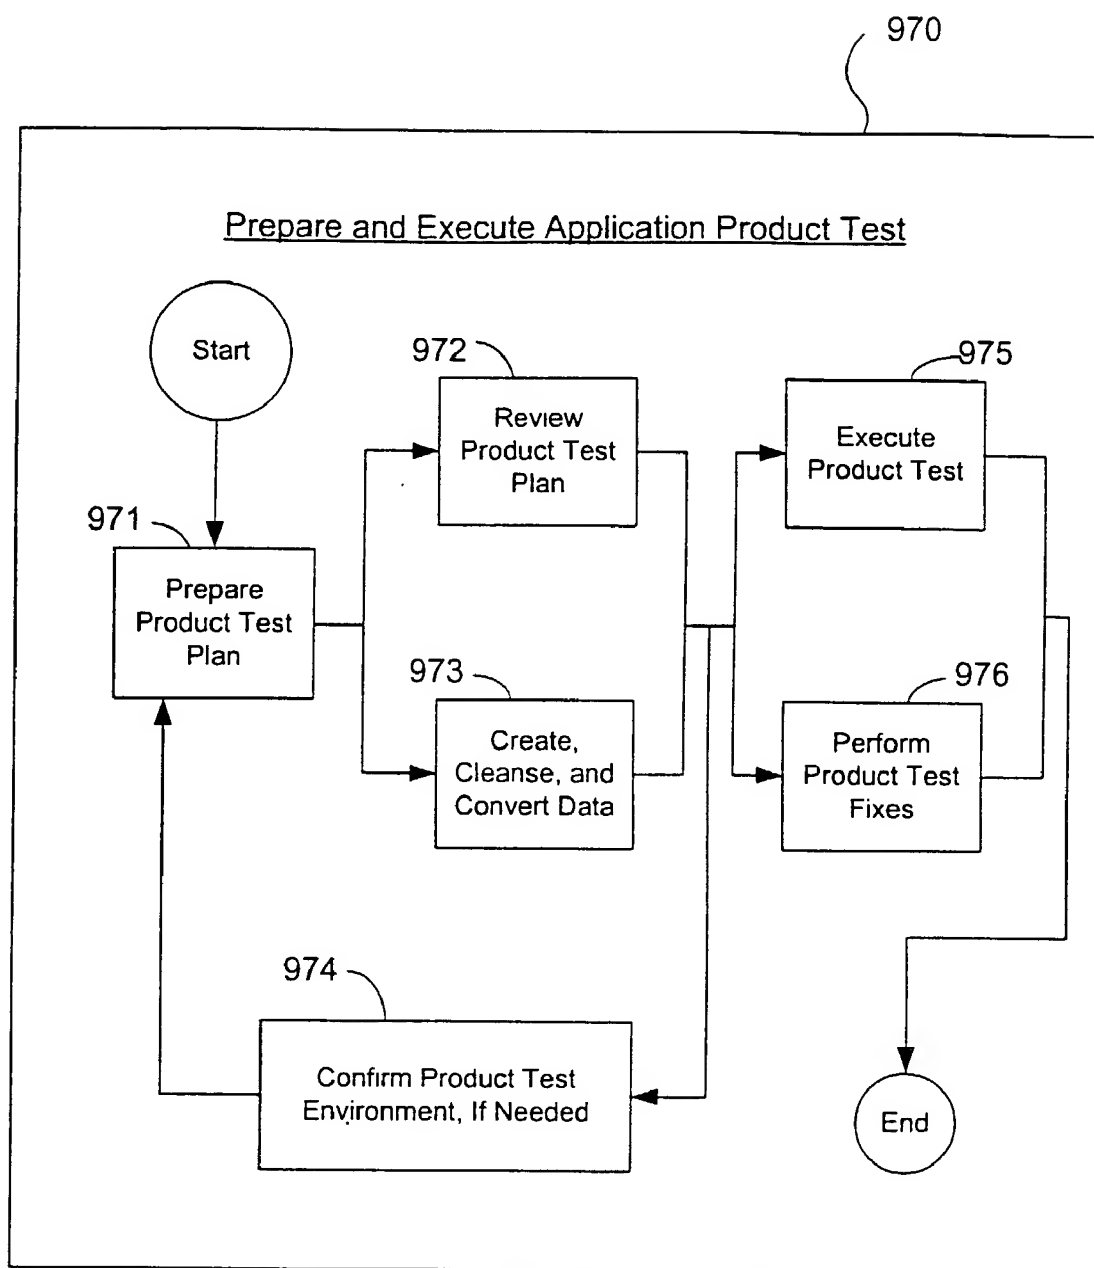 970
Prepare and Execute Application Product Test
Start
972
Review
Product Test
Plan
975
Execute
Product Test
971
Prepare
Product Test
Plan
973
Create,
Cleanse, and
Convert Data
976
Perform
Product Test
Fixes
974
Confirm Product Test
Environment, If Needed
End